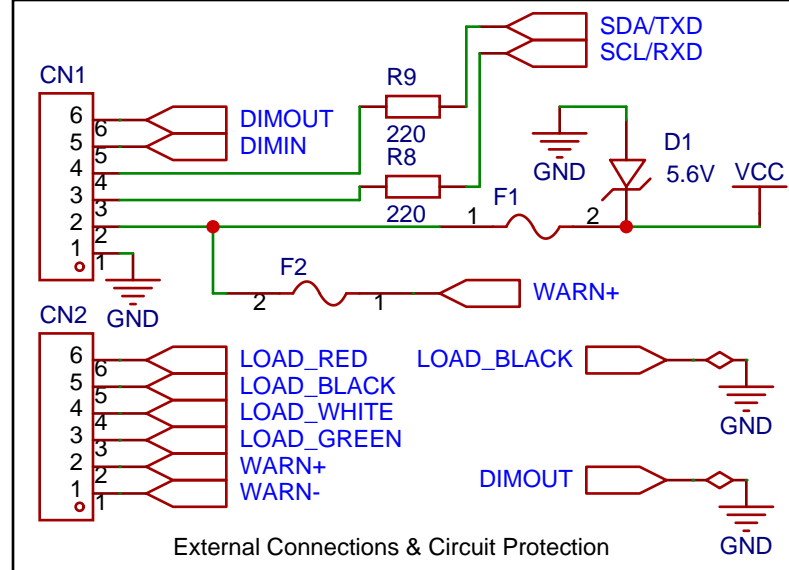 SDA/TXD
SCL/RXD
CN1
R9
220
R8
220
6 6 DIMOUT
5 5 DIMIN
4 4
3 3
2 2
1 1
GND
GND
D1
5.6V
VCC
F1
1 2
F2
2 1
WARN+
GND
CN2
6 6 LOAD_RED
5 5 LOAD_BLACK
4 4 LOAD_WHITE
3 3 LOAD_GREEN
2 2 WARN+
1 1 WARN-
LOAD_BLACK
GND
DIMOUT
GND
External Connections & Circuit Protection